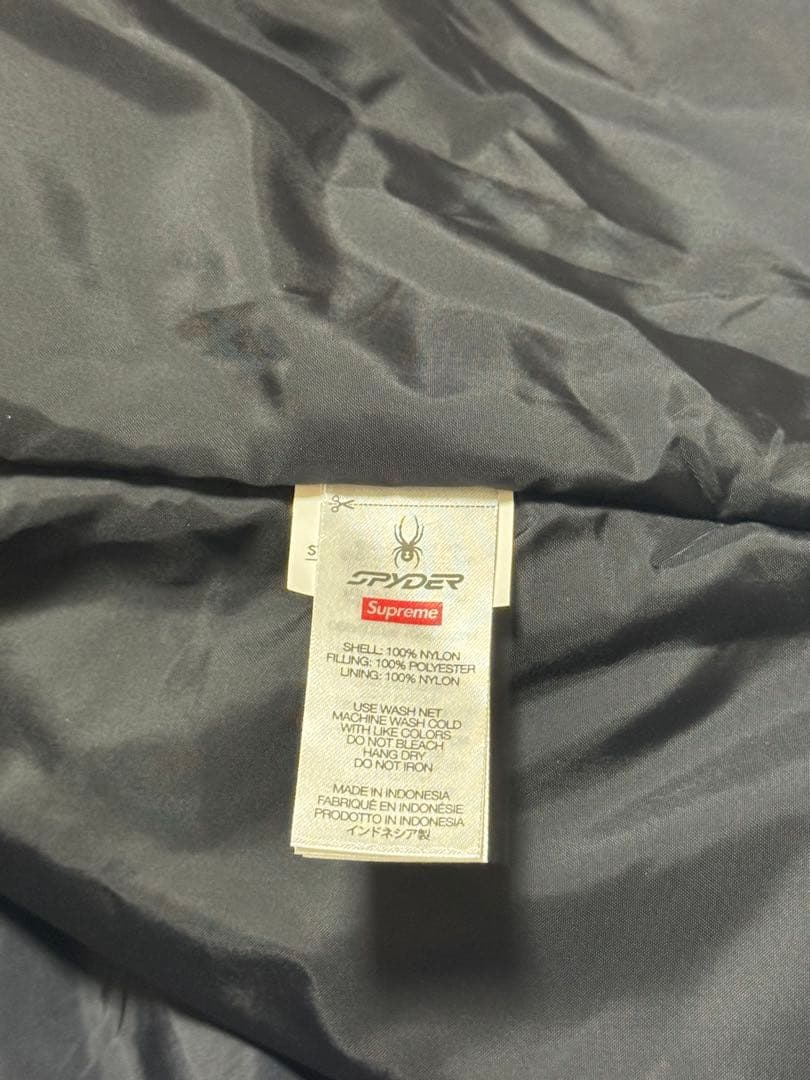 SPYDER
Supreme
SHELL: 100% NYLON
FILLING: 100% POLYESTER
LINING: 100% NYLON
USE WASH NET
MACHINE WASH COLD
WITH LIKE COLORS
DO NOT BLEACH
HANG DRY
DO NOT IRON
MADE IN INDONESIA
FABRIQUÉ EN INDONÉSIE
PRODOTTO IN INDONESIA
インドネシア製